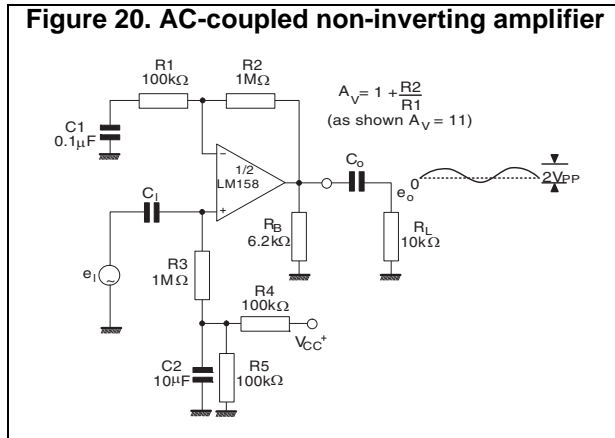 Figure 20. AC-coupled non-inverting amplifier
R1
100kΩ
R2
1MΩ
A_V = 1 + R2/R1
(as shown A_V = 11)
C1
0.1μF
1/2
LM158
−
+
C_I
C_o
e_o
0
2V_PP
R_B
6.2kΩ
R_L
10kΩ
e_I
~
R3
1MΩ
R4
100kΩ
V_CC+
C2
10μF
R5
100kΩ